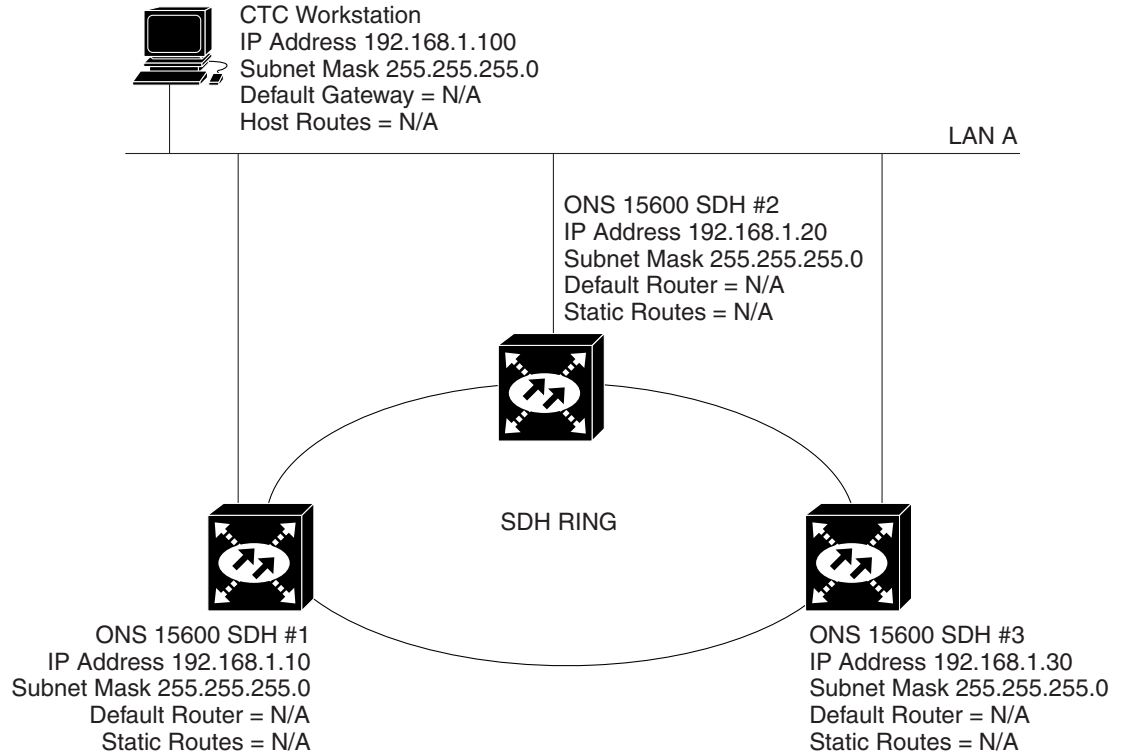 CTC Workstation
IP Address 192.168.1.100
Subnet Mask 255.255.255.0
Default Gateway = N/A
Host Routes = N/A
LAN A
ONS 15600 SDH #2
IP Address 192.168.1.20
Subnet Mask 255.255.255.0
Default Router = N/A
Static Routes = N/A
SDH RING
ONS 15600 SDH #1
IP Address 192.168.1.10
Subnet Mask 255.255.255.0
Default Router = N/A
Static Routes = N/A
ONS 15600 SDH #3
IP Address 192.168.1.30
Subnet Mask 255.255.255.0
Default Router = N/A
Static Routes = N/A